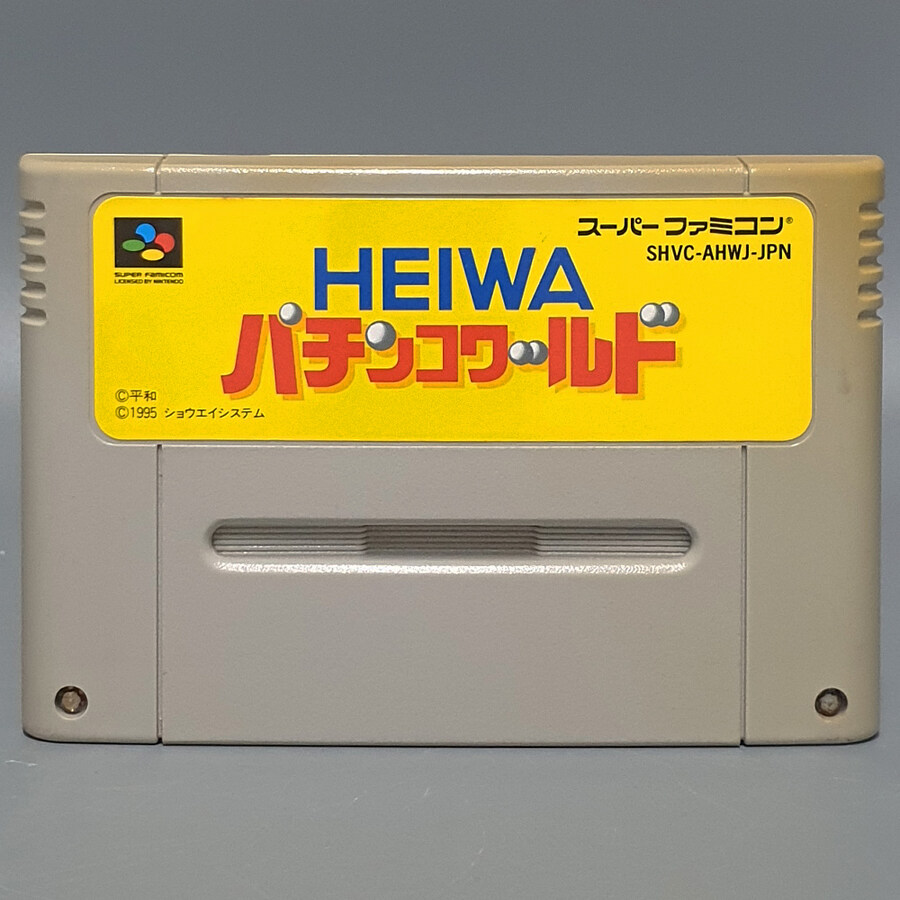 SUPER FAMICOM
LICENSED BY NINTENDO
スーパーファミコン®
SHVC-AHWJ-JPN
HEIWA
パチンコワールド
©平和
©1995 ショウエイシステム